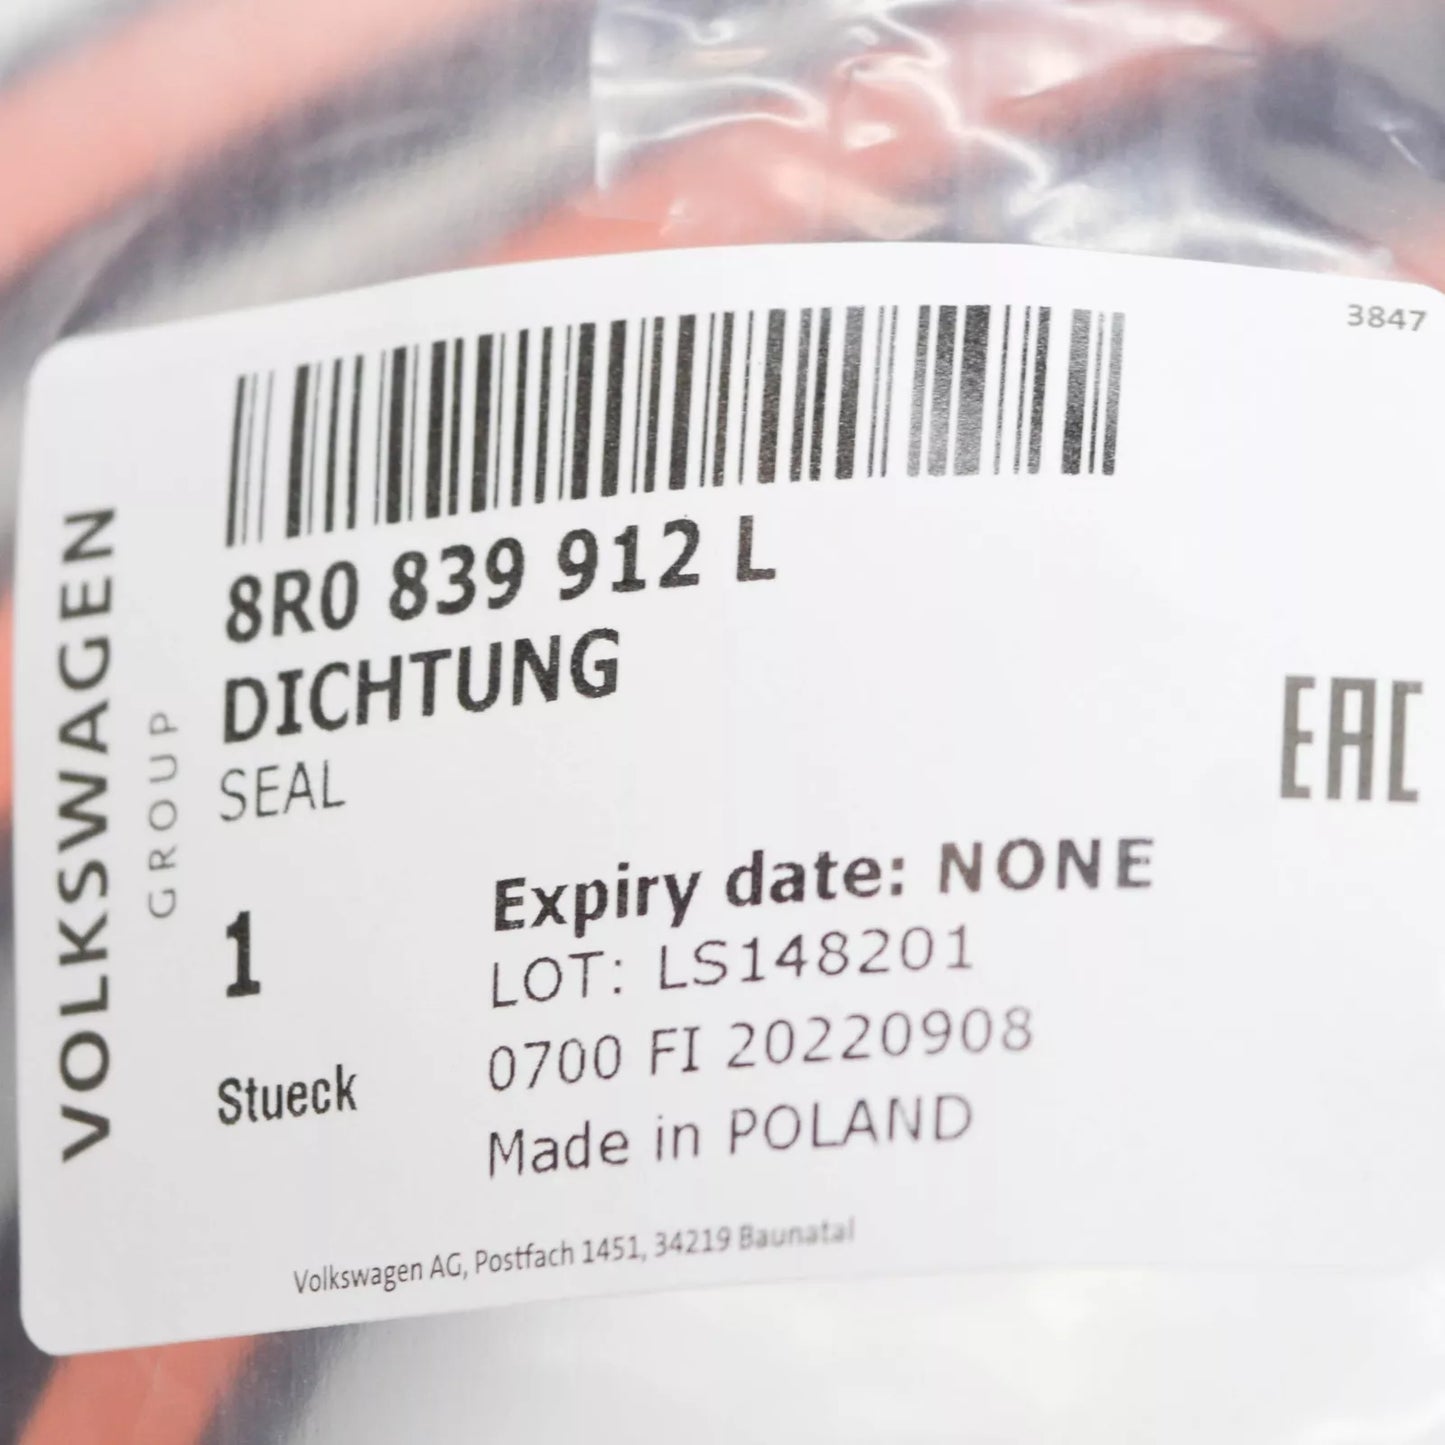 3847
VOLKSWAGEN
GROUP
8R0 839 912 L
DICHTUNG
SEAL
EAC
1
Stueck
Expiry date: NONE
LOT: LS148201
0700 FI 20220908
Made in POLAND
Volkswagen AG, Postfach 1451, 34219 Baunatal